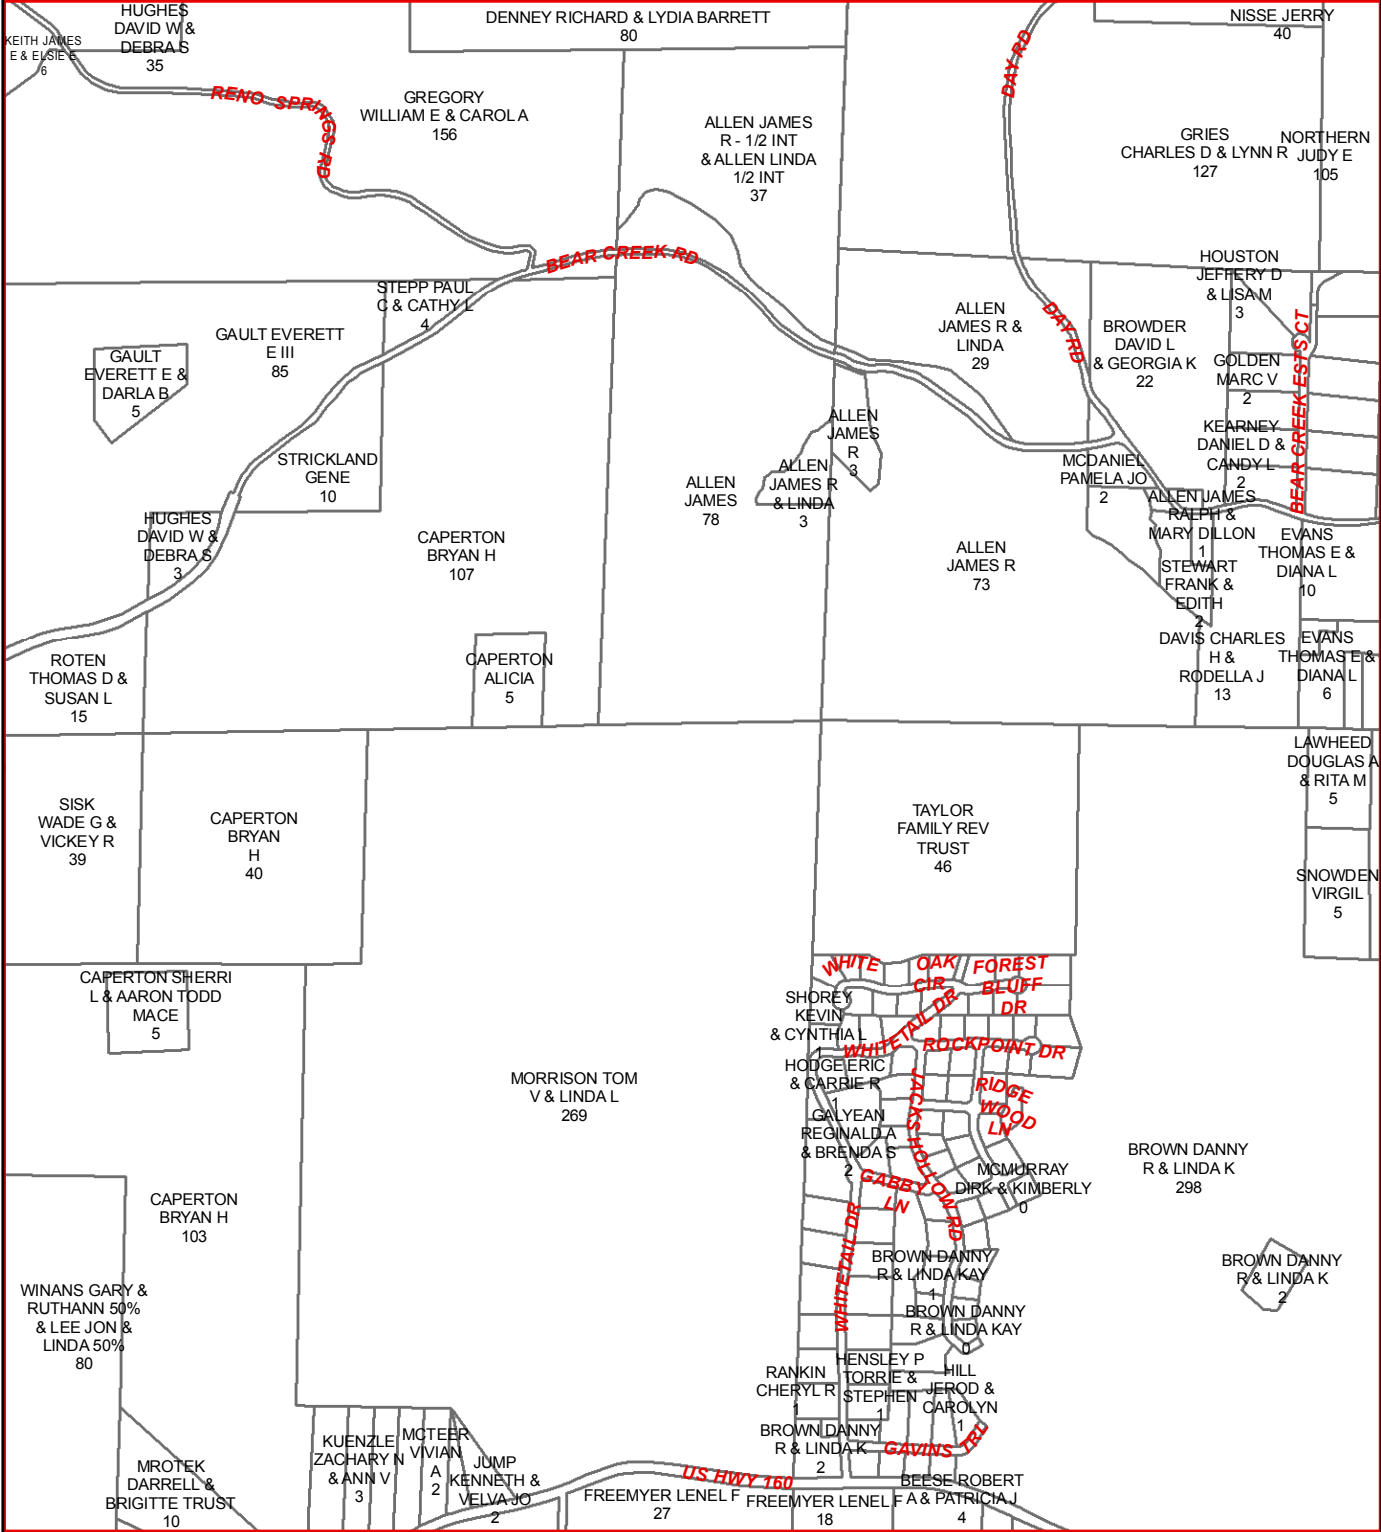 HUGHES
DAVID W &
DEBRA S
35
KEITH JAMES
E & ELSIE E
6
DENNEY RICHARD & LYDIA BARRETT
80
NISSE JERRY
40
DAY RD
RENO SPRINGS RD
GREGORY
WILLIAM E & CAROL A
156
ALLEN JAMES
R - 1/2 INT
& ALLEN LINDA
1/2 INT
37
GRIES
CHARLES D & LYNN R
127
NORTHERN
JUDY E
105
BEAR CREEK RD
STEPP PAUL
C & CATHY L
4
GAULT EVERETT
E III
85
GAULT
EVERETT E &
DARLA B
5
ALLEN
JAMES R &
LINDA
29
DAY RD
BROWDER
DAVID L
& GEORGIA K
22
HOUSTON
JEFFERY D
& LISA M
3
BEAR CREEK ESTS CT
GOLDEN
MARC V
2
KEARNEY
DANIEL D &
CANDY L
2
STRICKLAND
GENE
10
ALLEN
JAMES
R
3
ALLEN
JAMES R
& LINDA
3
ALLEN
JAMES
78
MCDANIEL
PAMELA JO
2
ALLEN JAMES
RALPH &
MARY DILLON
1
HUGHES
DAVID W &
DEBRA S
3
CAPERTON
BRYAN H
107
ALLEN
JAMES R
73
STEWART
FRANK &
EDITH
2
EVANS
THOMAS E &
DIANA L
10
ROTEN
THOMAS D &
SUSAN L
15
CAPERTON
ALICIA
5
DAVIS CHARLES
H &
RODELLA J
13
EVANS
THOMAS E &
DIANA L
6
LAWHEED
DOUGLAS A
& RITA M
5
SISK
WADE G &
VICKEY R
39
CAPERTON
BRYAN
H
40
TAYLOR
FAMILY REV
TRUST
46
SNOWDEN
VIRGIL
5
CAPERTON SHERRI
L & AARON TODD
MACE
5
WHITE OAK
CIR
FOREST
BLUFF
DR
SHOREY
KEVIN
& CYNTHIA L
1
WHITETAIL DR
ROCKPOINT DR
HODGE ERIC
& CARRIE R
1
JACKS HOLLOW RD
RIDGE
WOOD
LN
MORRISON TOM
V & LINDA L
269
GALYEAN
REGINALD A
& BRENDA S
2
GABBY
LN
MCMURRAY
DIRK & KIMBERLY
0
BROWN DANNY
R & LINDA K
298
CAPERTON
BRYAN H
103
WHITETAIL DR
BROWN DANNY
R & LINDA KAY
1
BROWN DANNY
R & LINDA K
2
WINANS GARY &
RUTHANN 50%
& LEE JON &
LINDA 50%
80
BROWN DANNY
R & LINDA KAY
0
RANKIN
CHERYL R
1
HENSLEY P
TORRIE &
STEPHEN
1
HILL
JEROD &
CAROLYN
1
BROWN DANNY
R & LINDA K
2
GAVINS TRL
MROTEK
DARRELL &
BRIGITTE TRUST
10
KUENZLE
ZACHARY N
& ANN V
3
MCTEER
VIVIAN
A
2
JUMP
KENNETH &
VELVA JO
2
US HWY 160
FREEMYER LENEL F
27
FREEMYER LENEL F
18
BEESE ROBERT
A & PATRICIA J
4